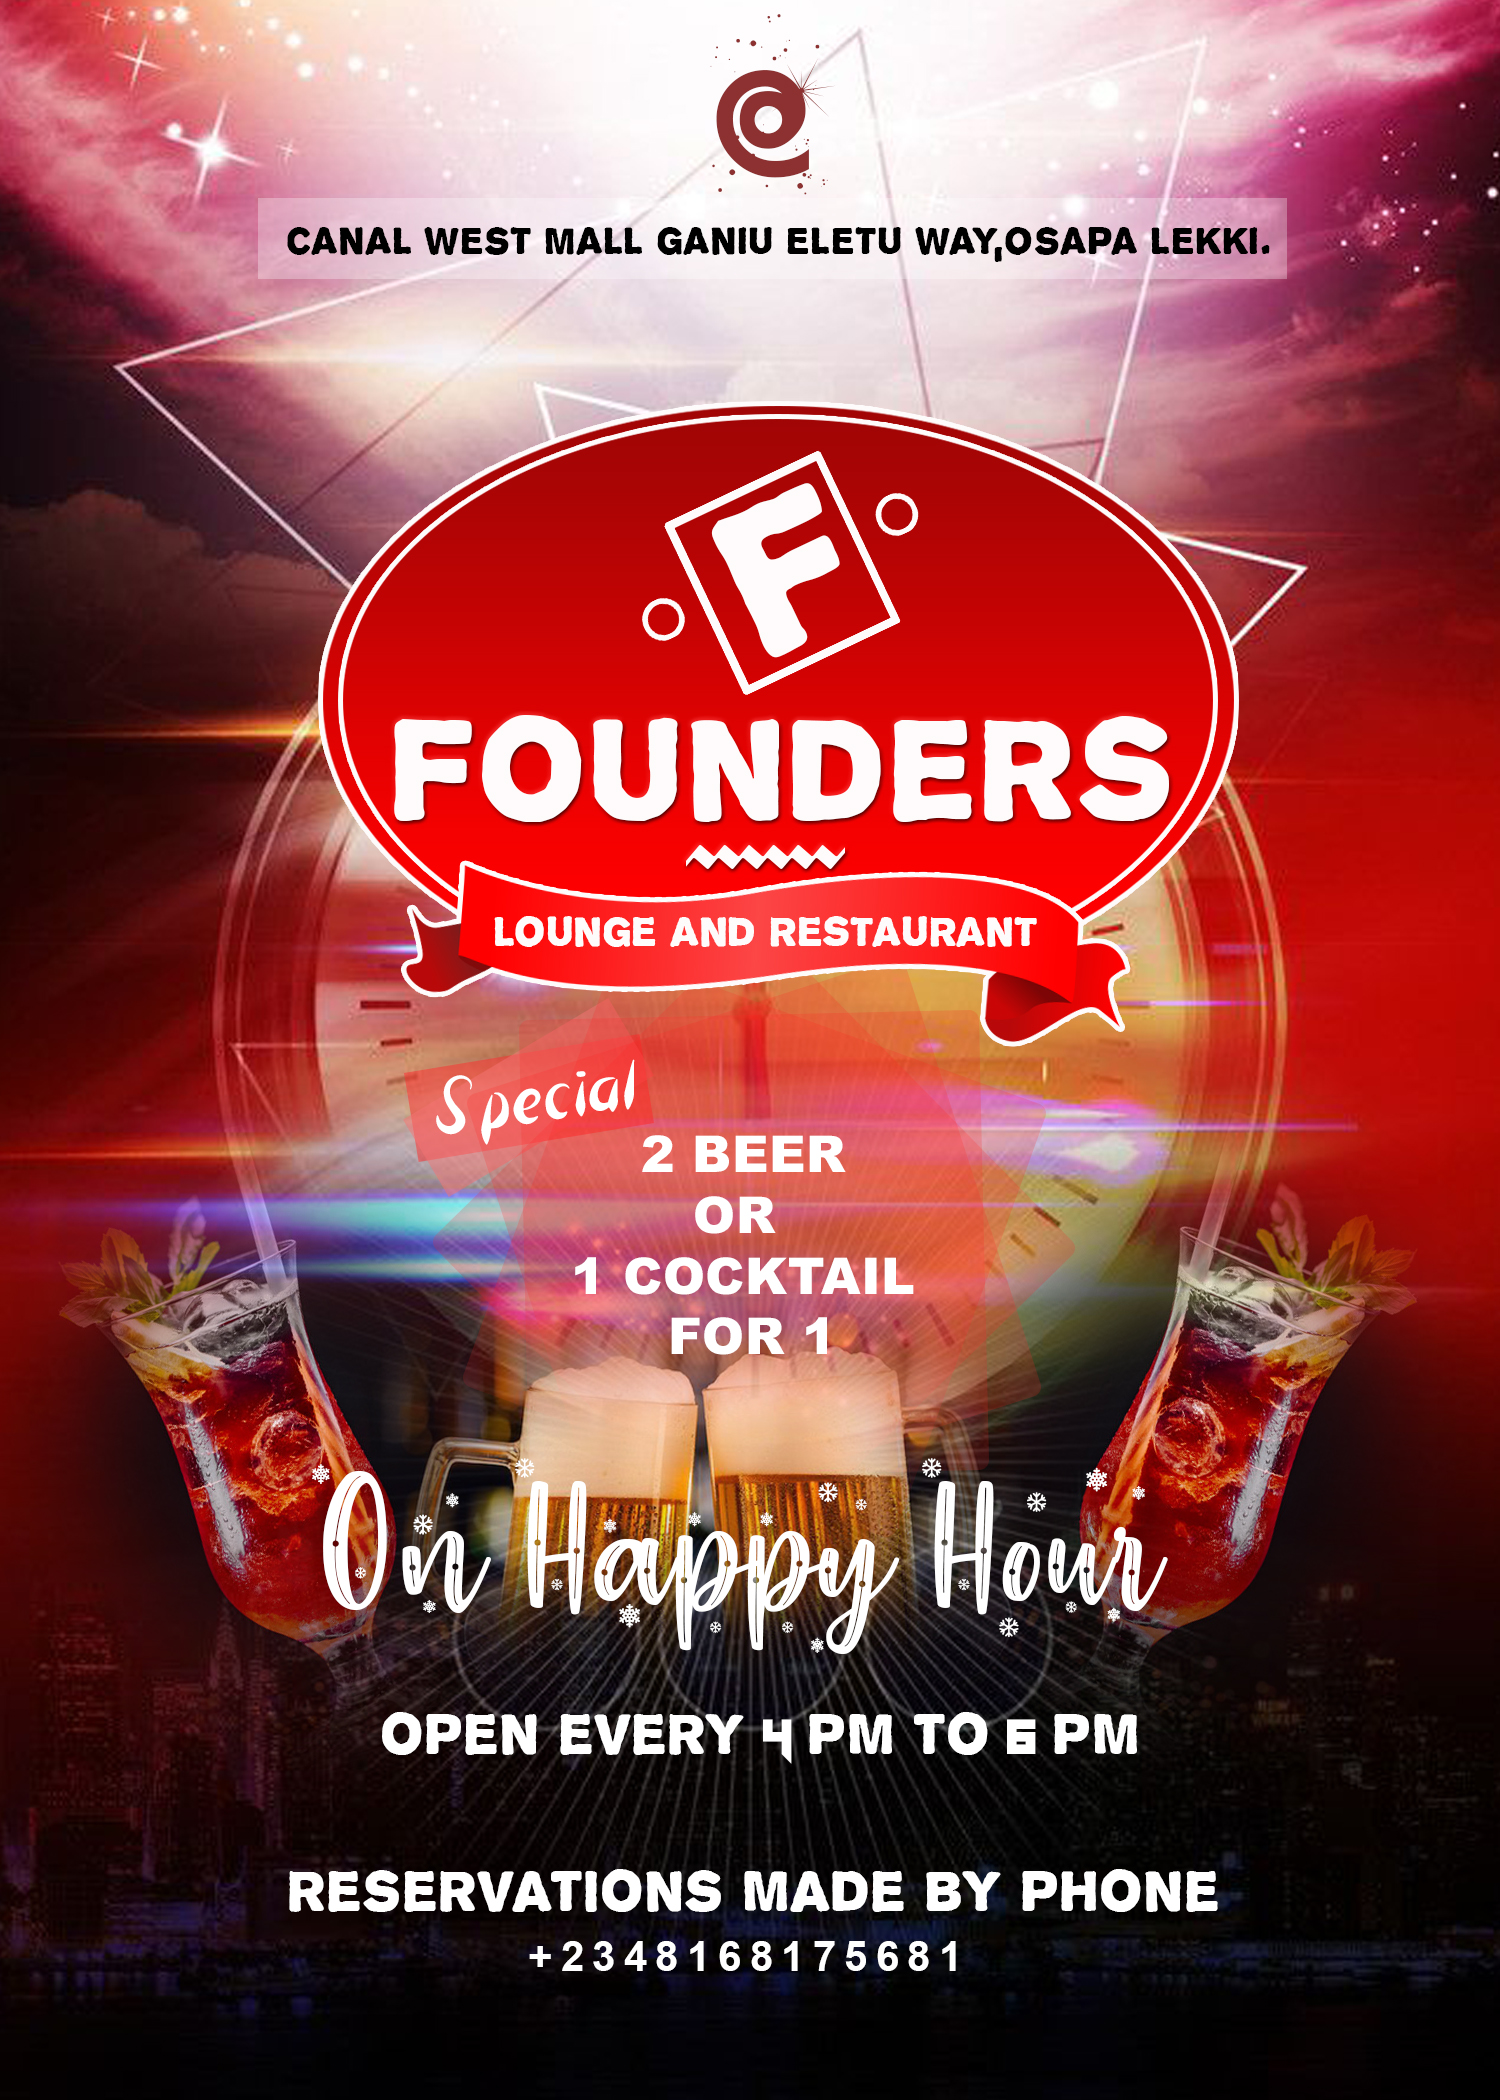 CANAL WEST MALL GANIU ELETU WAY,OSAPA LEKKI.
F
FOUNDERS
LOUNGE AND RESTAURANT
Special
2 BEER
OR
1 COCKTAIL
FOR 1
On Happy Hour
OPEN EVERY 4 PM TO 6 PM
RESERVATIONS MADE BY PHONE
+2348168175681